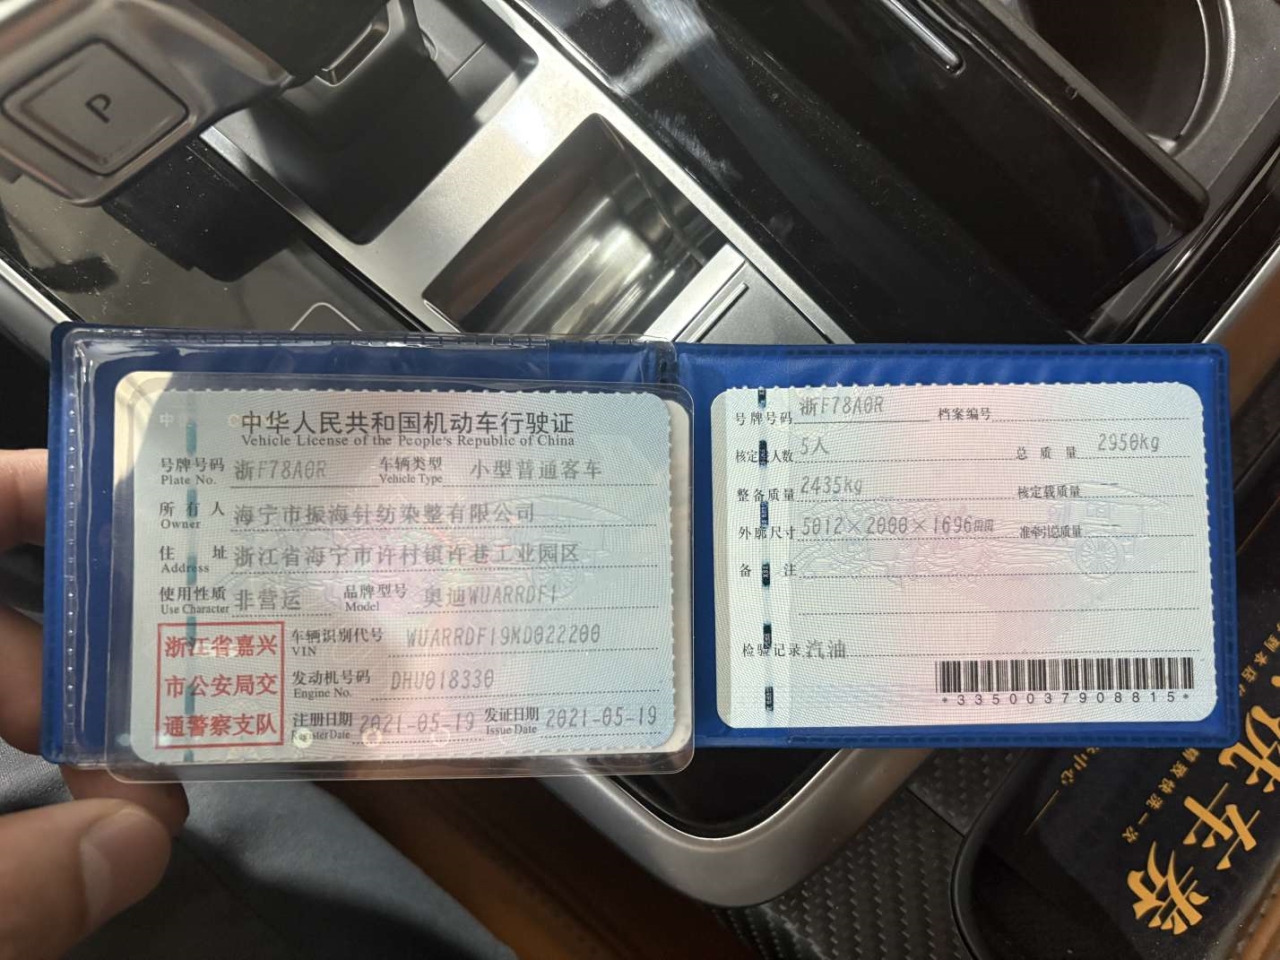 P
中华人民共和国机动车行驶证
Vehicle License of the People's Republic of China
号牌号码 浙F78A0R 车辆类型 小型普通客车
Plate No. Vehicle Type
所有人 海宁市振海针纺染整有限公司
Owner
住址 浙江省海宁市许村镇许巷工业园区
Address
使用性质 非营运 品牌型号 奥迪WUARRDF1
Use Character Model
浙江省嘉兴
市公安局交
通警察支队
车辆识别代号 WUARRDF19MD022200
VIN
发动机号码 DHU018330
Engine No.
注册日期 2021-05-19 发证日期 2021-05-19
Register Date Issue Date
号牌号码 浙F78A0R 档案编号
核定载人数 5人 总质量 2950kg
整备质量 2435kg 核定载质量 --
外廓尺寸 5012×2000×1696mm 准牵引总质量 --
备注
检验记录 汽油
*3350037908815*
优车券